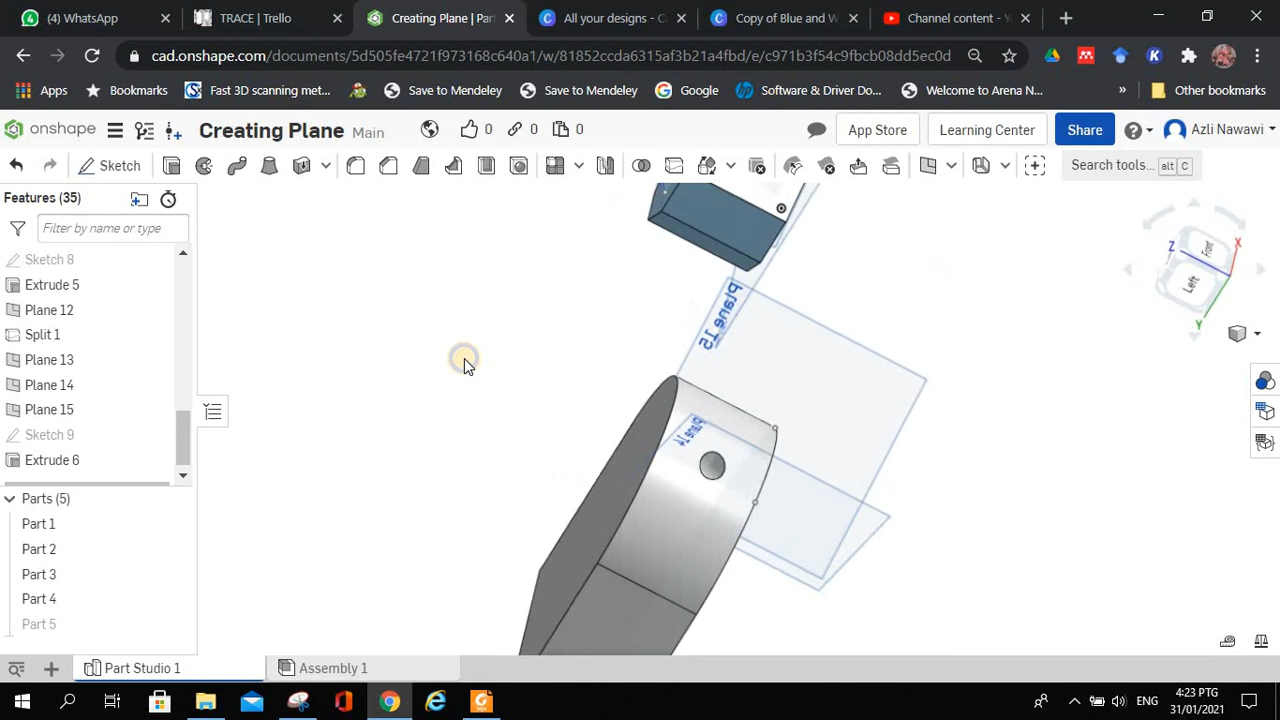 (4) WhatsApp
TRACE | Trello
Creating Plane | Part
All your designs - C
Copy of Blue and W
Channel content - Y
cad.onshape.com/documents/5d505fe4721f973371339/w/81852ccda6315af3b21a4fbd/e/c971b3f54c9fbcb08dd5ec0d
Apps
Bookmarks
Fast 3D scanning met...
Save to Mendeley
Save to Mendeley
Google
Software & Driver Do...
Welcome to Arena N...
»
Other bookmarks
onshape
Creating Plane Main
0
0
0
App Store
Learning Center
Share
Azli Nawawi
Sketch
Search tools...
alt C
Features (35)
Filter by name or type
Sketch 8
Extrude 5
Plane 12
Split 1
Plane 13
Plane 14
Plane 15
Sketch 9
Extrude 6
Parts (5)
Part 1
Part 2
Part 3
Part 4
Part 5
Plane 15
Plane 14
Z
Front
X
Left
Y
Part Studio 1
Assembly 1
ENG
4:23 PTG
31/01/2021